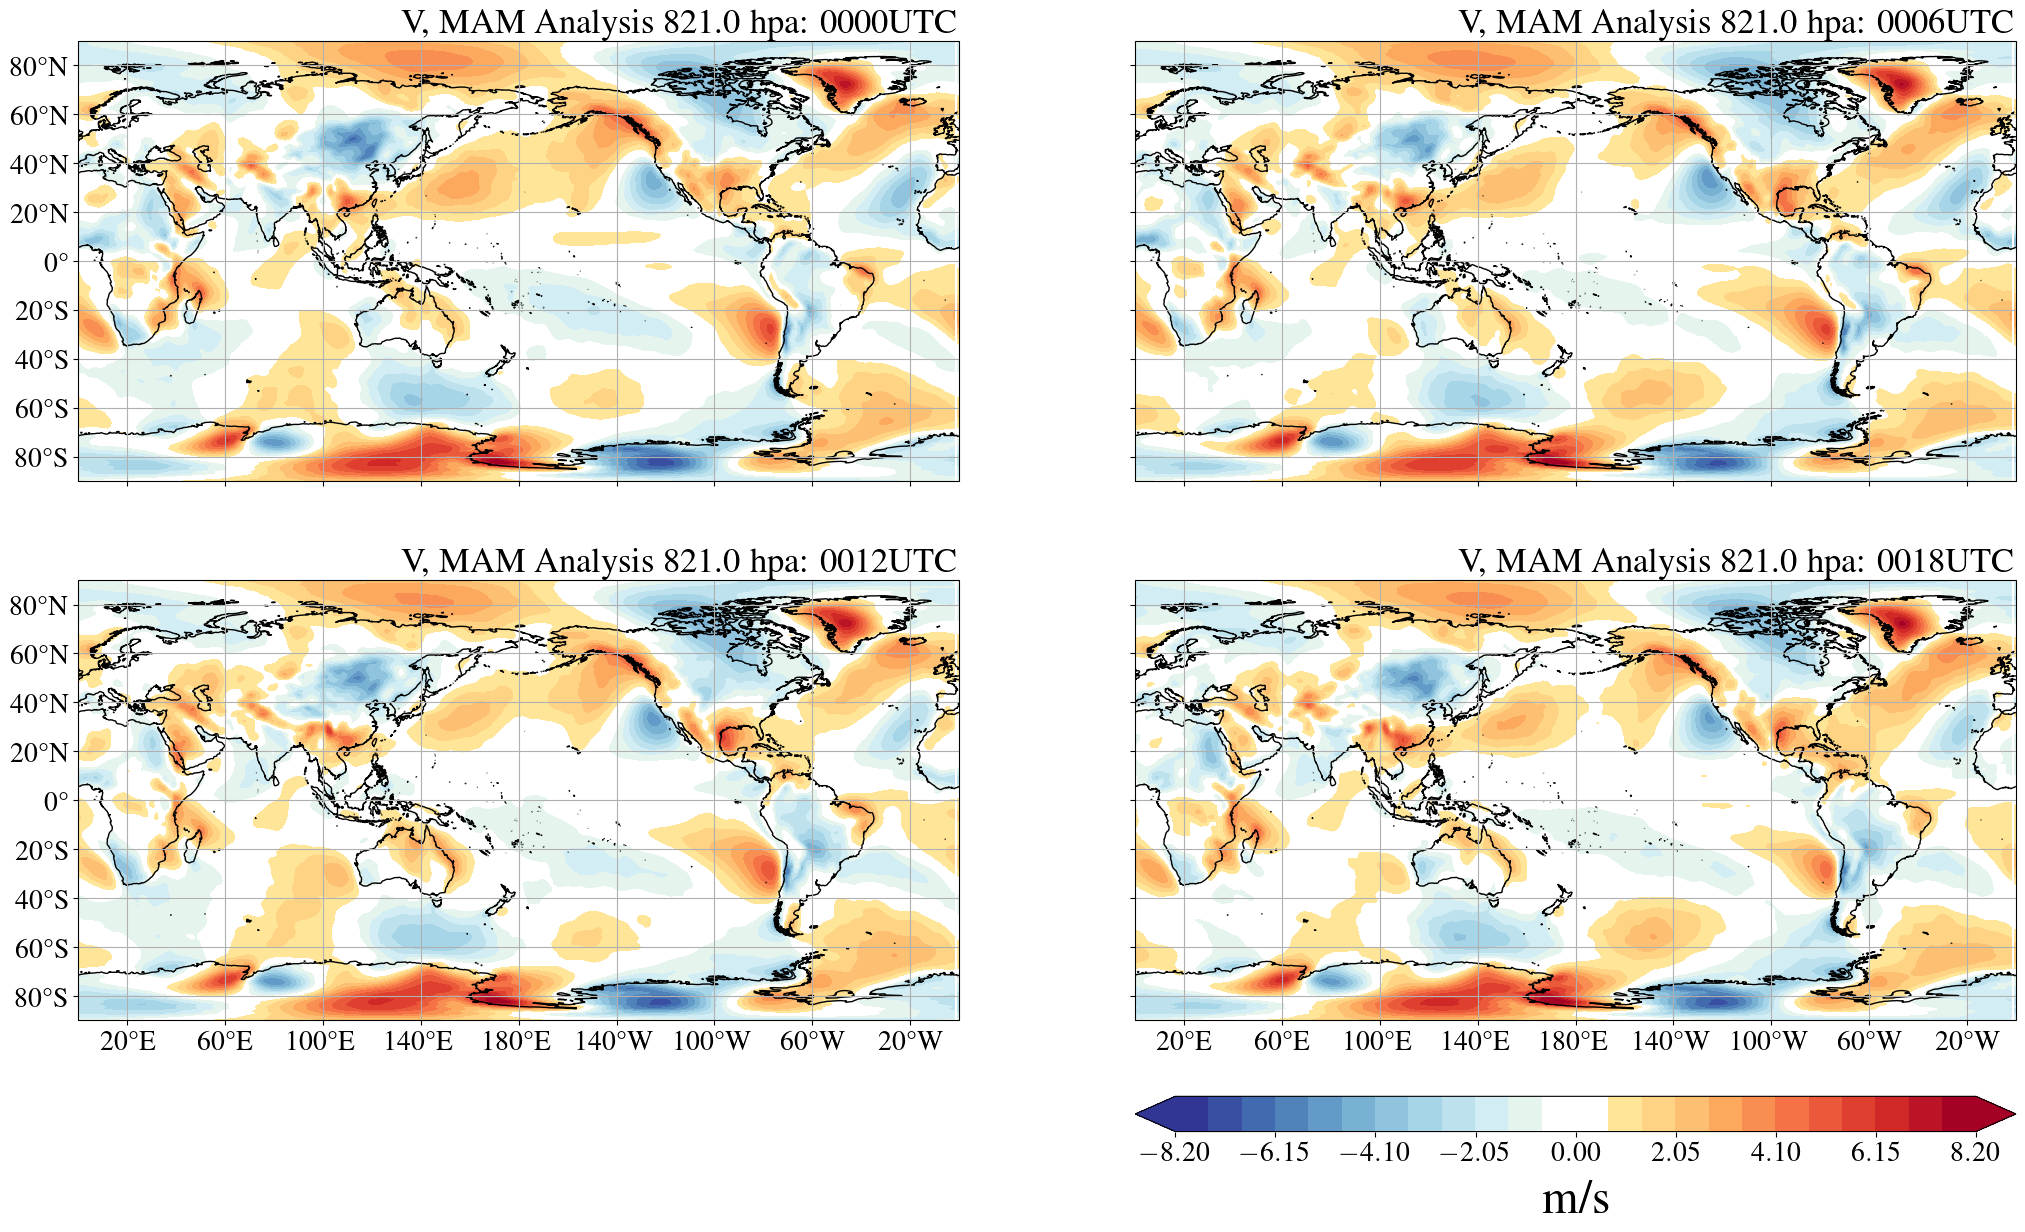 V, MAM Analysis 821.0 hpa: 0000UTC
V, MAM Analysis 821.0 hpa: 0006UTC
80°N
60°N
40°N
20°N
0°
20°S
40°S
60°S
80°S
V, MAM Analysis 821.0 hpa: 0012UTC
V, MAM Analysis 821.0 hpa: 0018UTC
80°N
60°N
40°N
20°N
0°
20°S
40°S
60°S
80°S
20°E 60°E 100°E 140°E 180°E 140°W 100°W 60°W 20°W
20°E 60°E 100°E 140°E 180°E 140°W 100°W 60°W 20°W
−8.20 −6.15 −4.10 −2.05 0.00 2.05 4.10 6.15 8.20
m/s